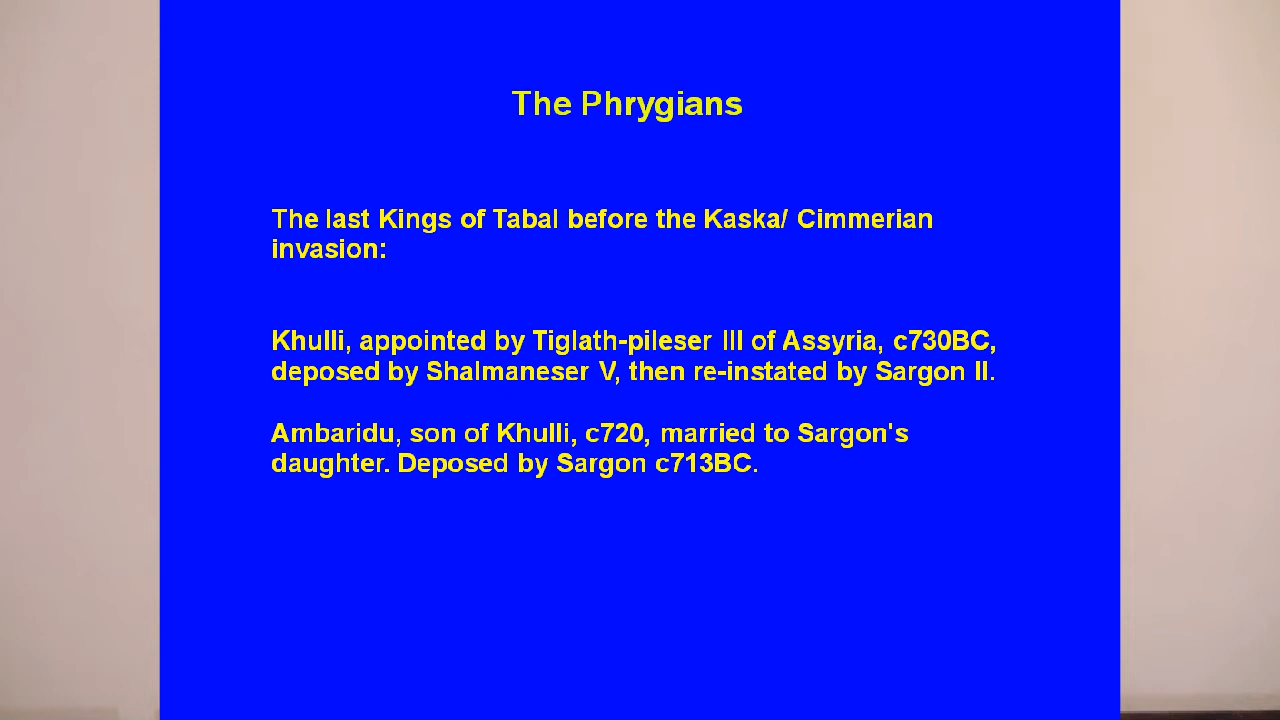 The Phrygians
The last Kings of Tabal before the Kaska/ Cimmerian
invasion:
Khulli, appointed by Tiglath-pileser III of Assyria, c730BC,
deposed by Shalmaneser V, then re-instated by Sargon II.
Ambaridu, son of Khulli, c720, married to Sargon's
daughter. Deposed by Sargon c713BC.